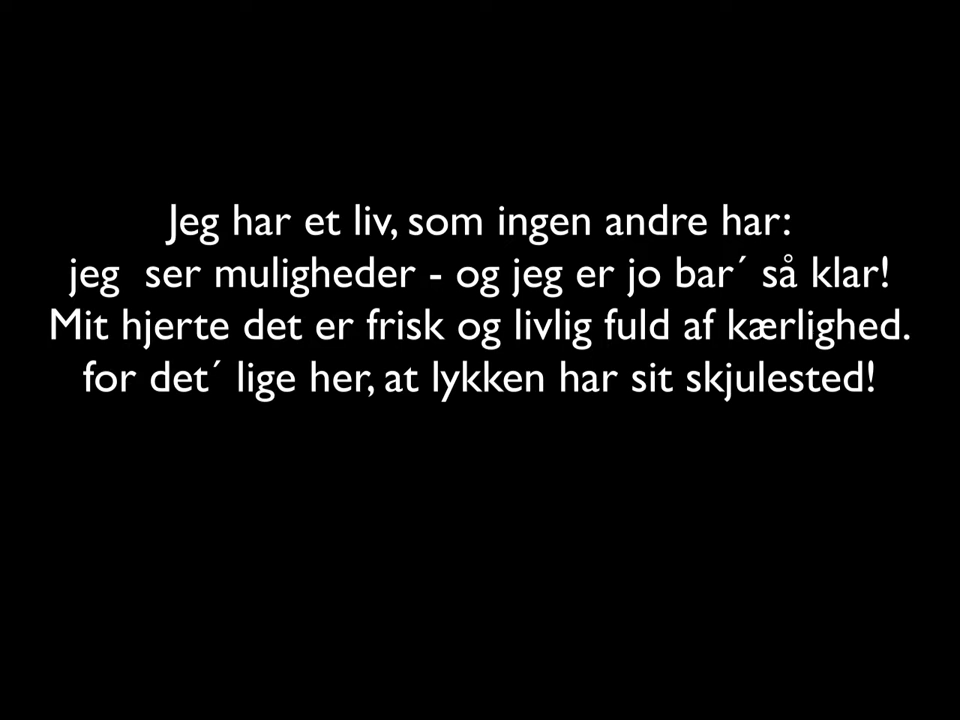 Jeg har et liv, som ingen andre har:
jeg  ser muligheder - og jeg er jo bar´ så klar!
Mit hjerte det er frisk og livlig fuld af kærlighed.
for det´ lige her, at lykken har sit skjulested!